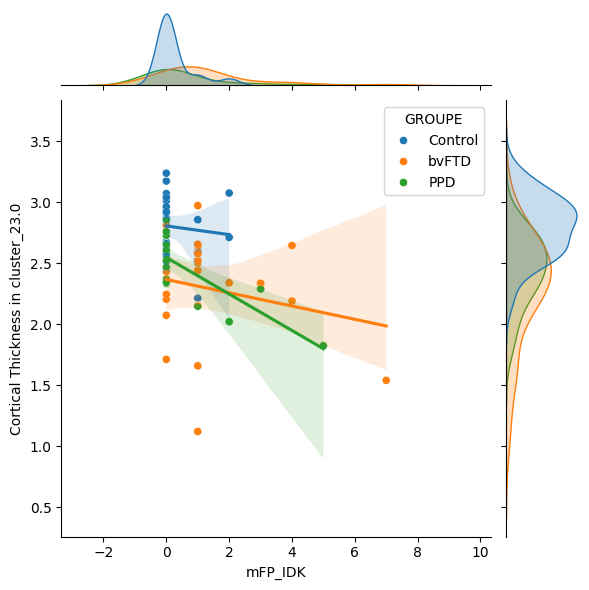 GROUPE
Control
bvFTD
PPD
Cortical Thickness in cluster_23.0
3.5
3.0
2.5
2.0
1.5
1.0
0.5
−2 0 2 4 6 8 10
mFP_IDK